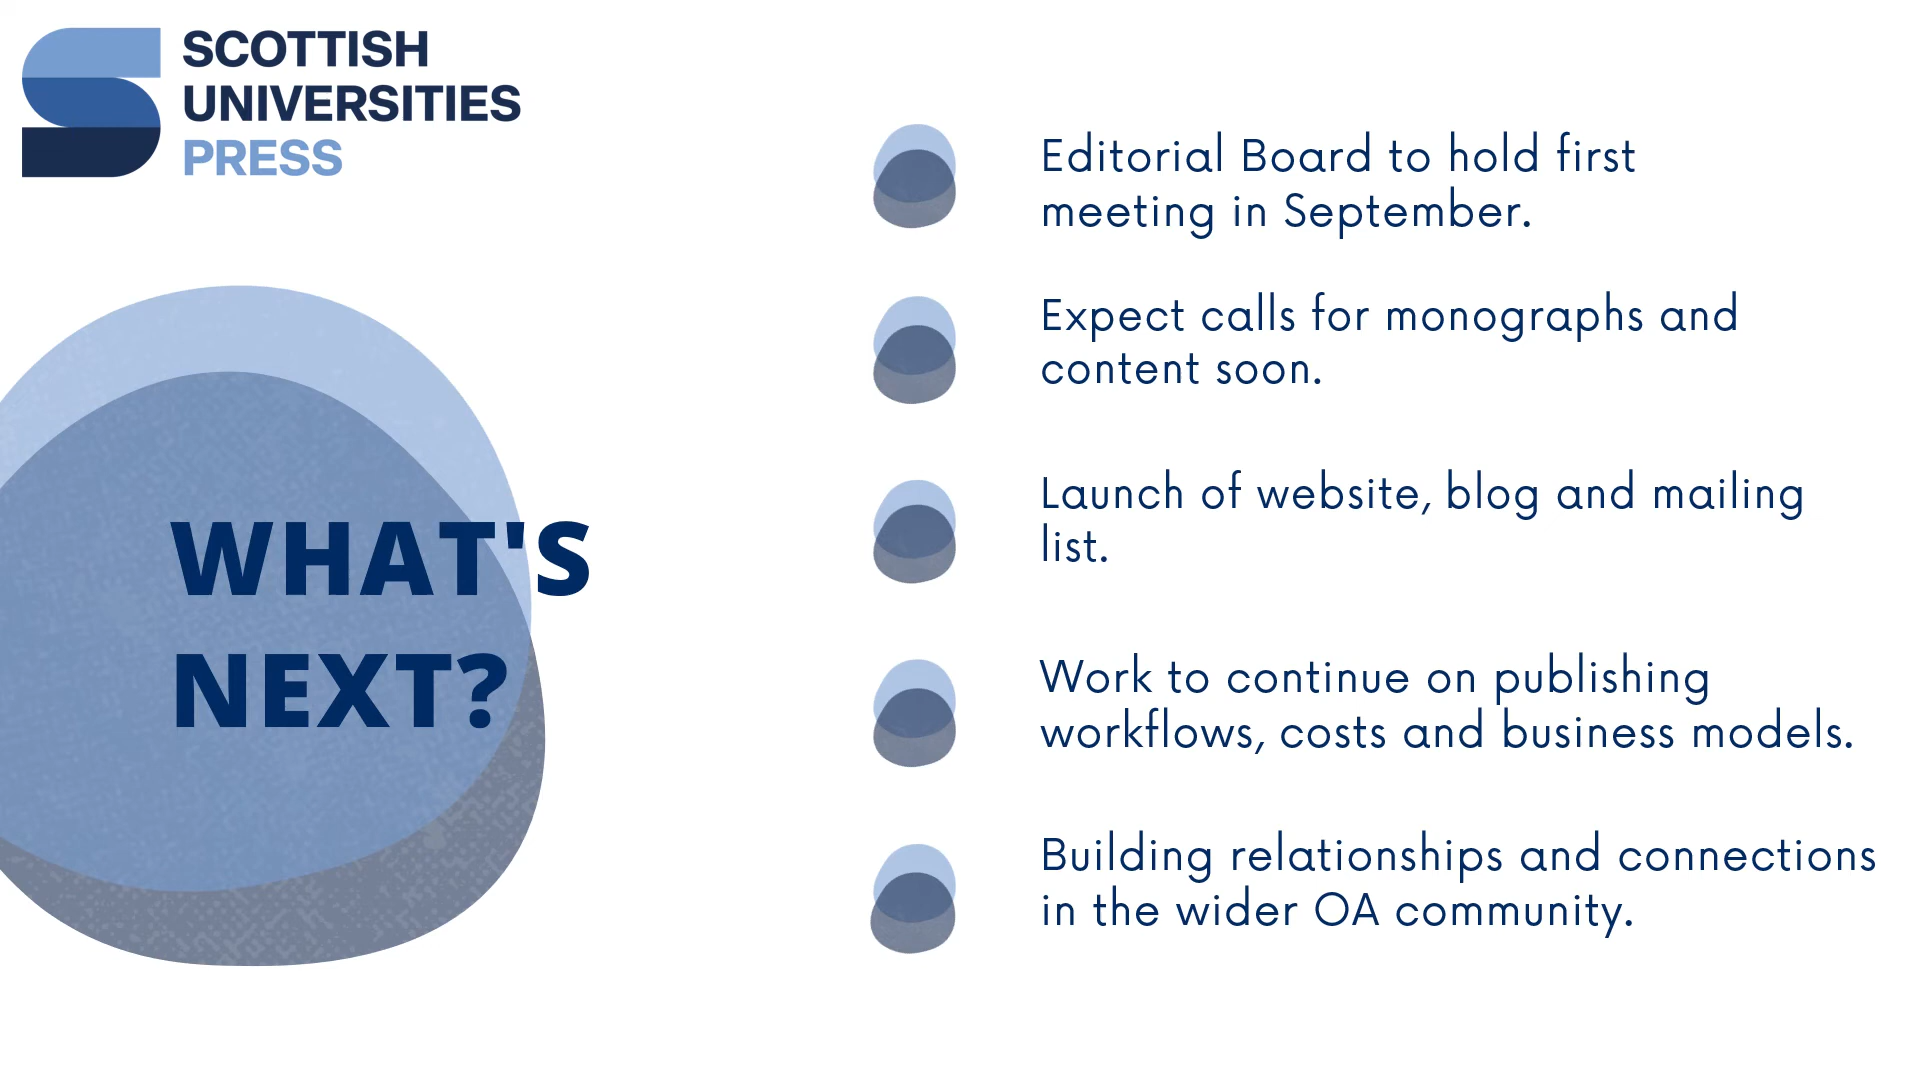 SCOTTISH
UNIVERSITIES
PRESS
WHAT'S
NEXT?
Editorial Board to hold first
meeting in September.
Expect calls for monographs and
content soon.
Launch of website, blog and mailing
list.
Work to continue on publishing
workflows, costs and business models.
Building relationships and connections
in the wider OA community.